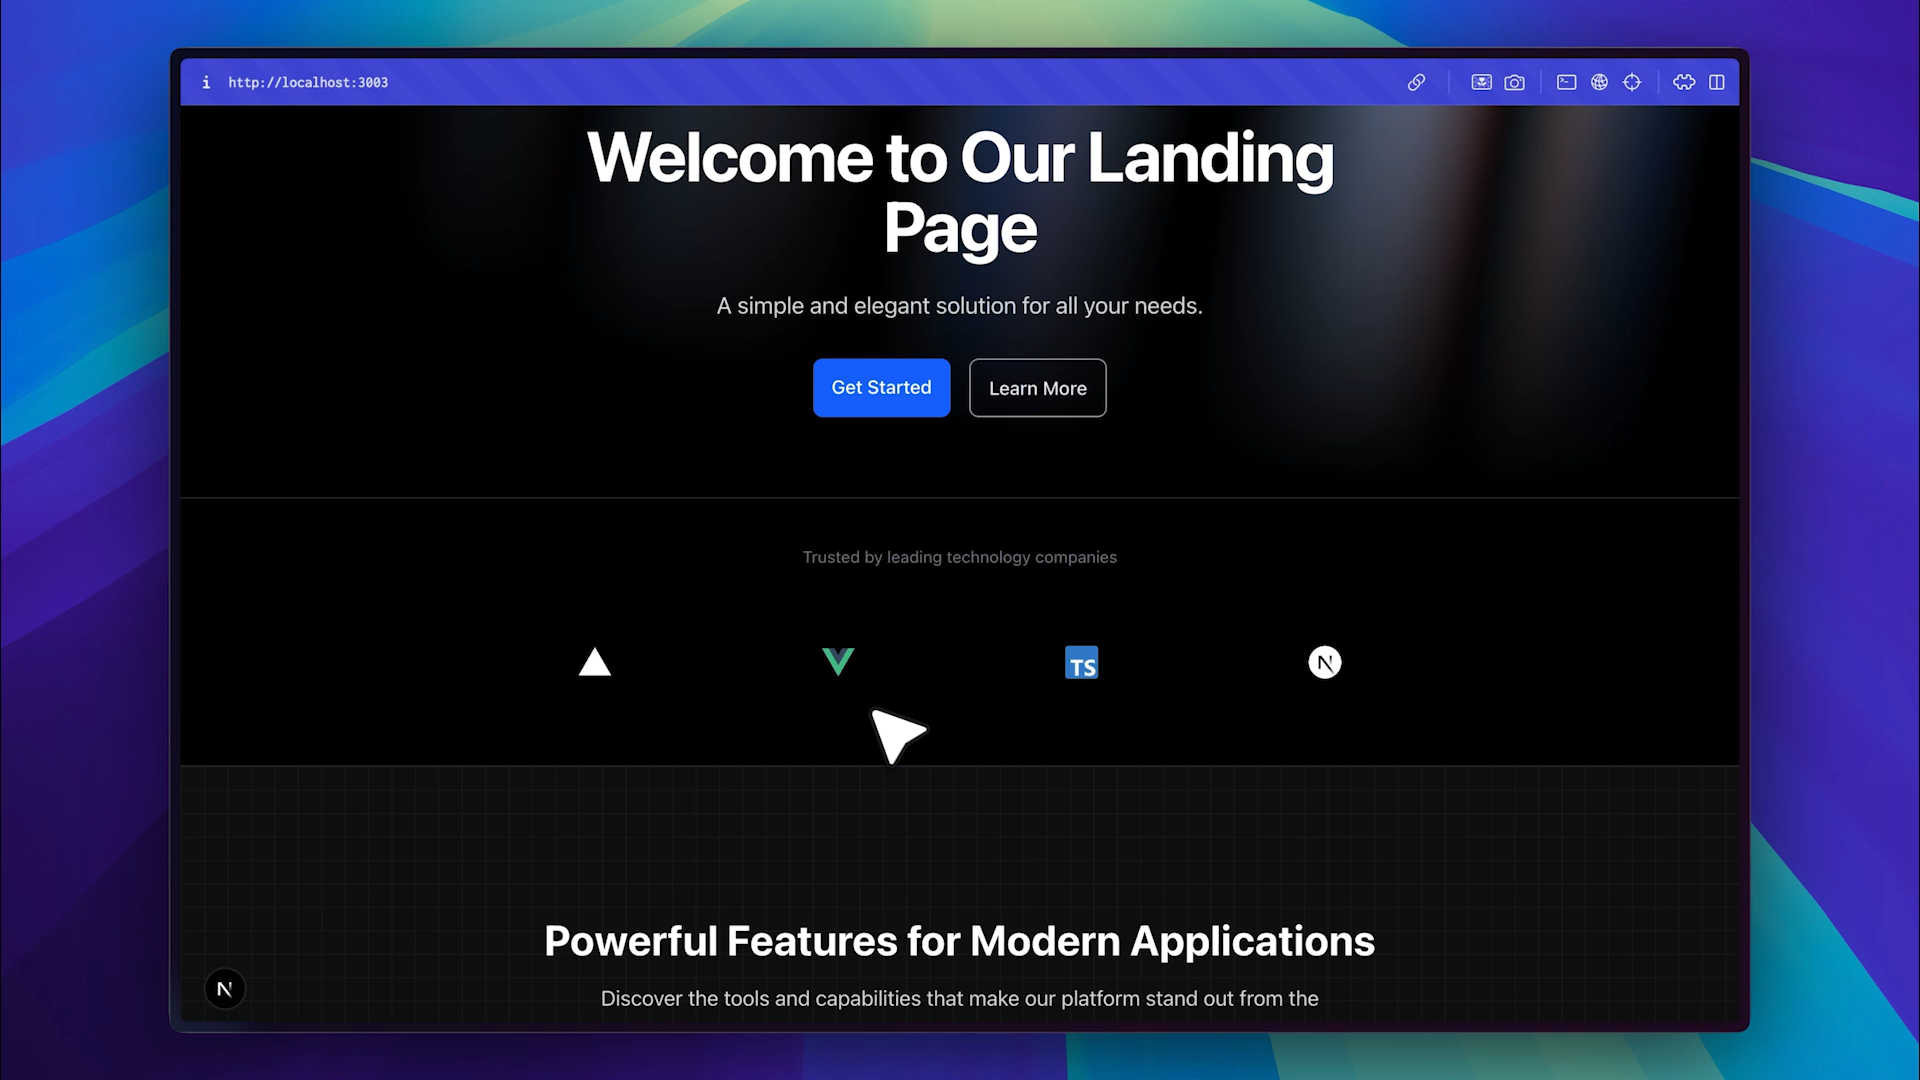 i http://localhost:3003
Welcome to Our Landing
Page
A simple and elegant solution for all your needs.
Get Started
Learn More
Trusted by leading technology companies
TS
N
Powerful Features for Modern Applications
N
Discover the tools and capabilities that make our platform stand out from the